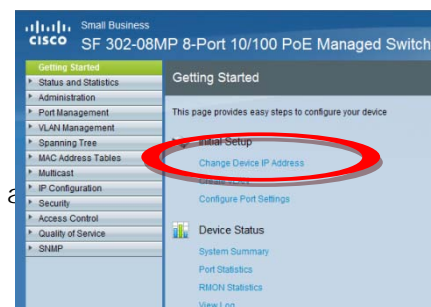 Small Business
CISCO
SF 302-08MP 8-Port 10/100 PoE Managed Switch
Getting Started
Status and Statistics
Administration
Port Management
VLAN Management
Spanning Tree
MAC Address Tables
Multicast
IP Configuration
Security
Access Control
Quality of Service
SNMP
a
Getting Started
This page provides easy steps to configure your device
Initial Setup
Change Device IP Address
Configure Port Settings
Device Status
System Summary
Port Statistics
RMON Statistics
View Log